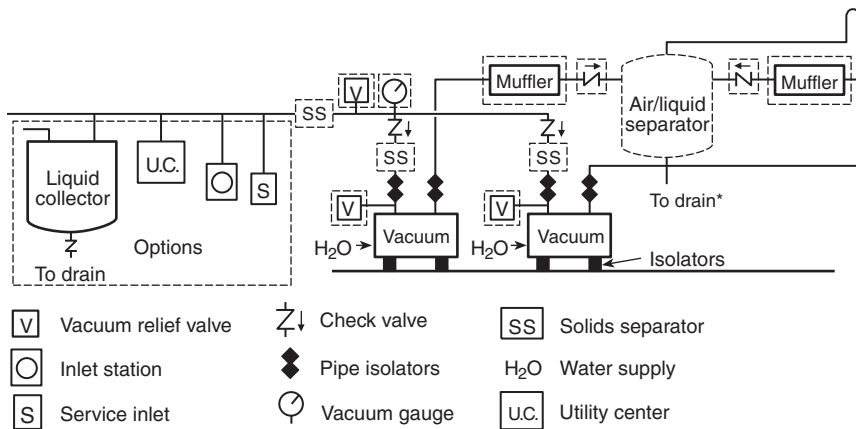 V
SS
Muffler
Muffler
Air/liquid
separator
Liquid
collector
U.C.
S
SS
SS
To drain*
V
V
Vacuum
Vacuum
H₂O
H₂O
Options
To drain
Isolators
V Vacuum relief valve
Check valve
SS Solids separator
Inlet station
Pipe isolators
H₂O Water supply
S Service inlet
Vacuum gauge
U.C. Utility center